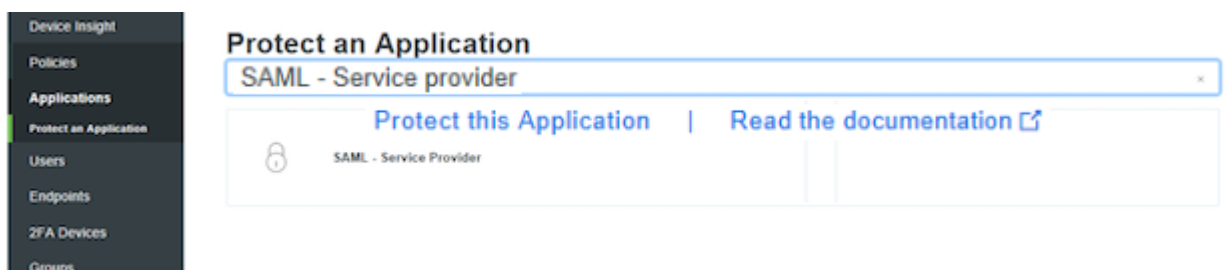 Device Insight
Policies
Applications
Protect an Application
Users
Endpoints
2FA Devices
Groups
Protect an Application
SAML - Service provider
×
Protect this Application | Read the documentation
SAML - Service Provider